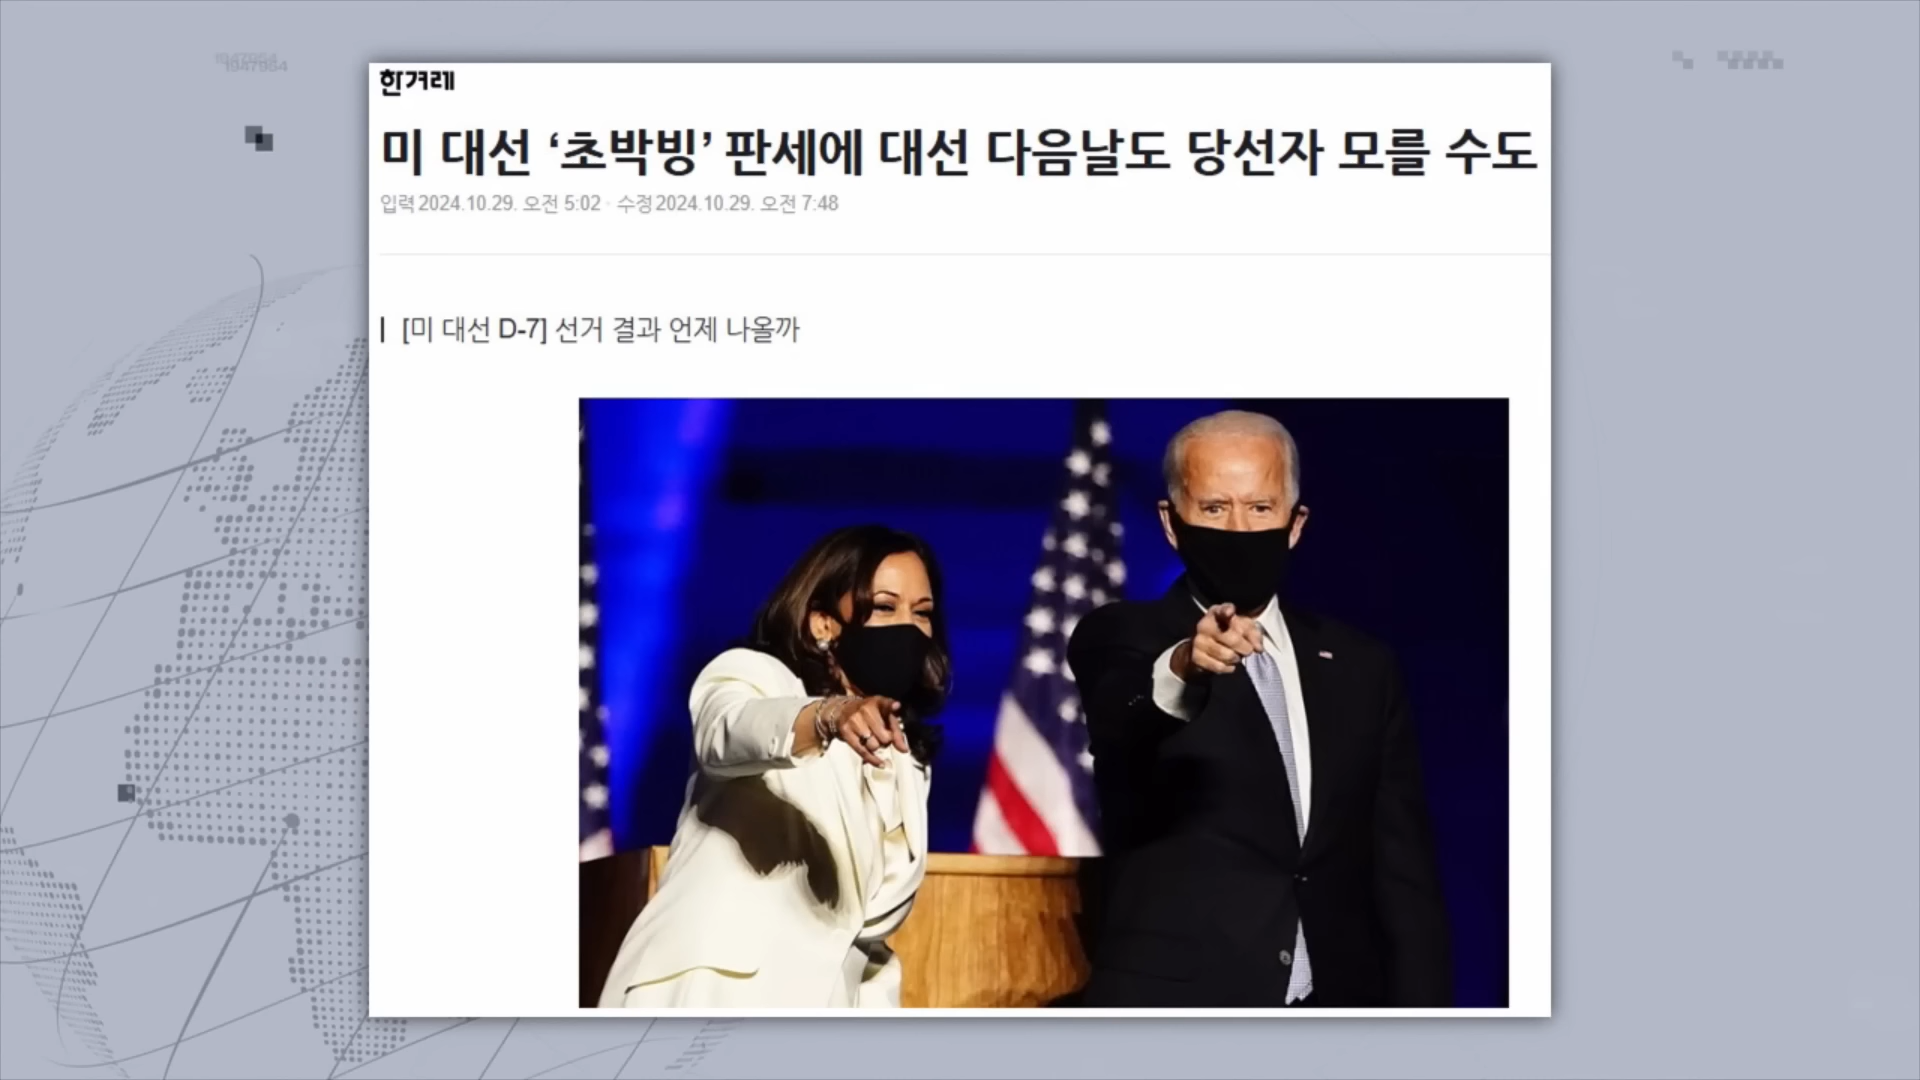 1947954
1947954
한겨레
미 대선 ‘초박빙’ 판세에 대선 다음날도 당선자 모를 수도
입력 2024.10.29. 오전 5:02 · 수정 2024.10.29. 오전 7:48
[미 대선 D-7] 선거 결과 언제 나올까